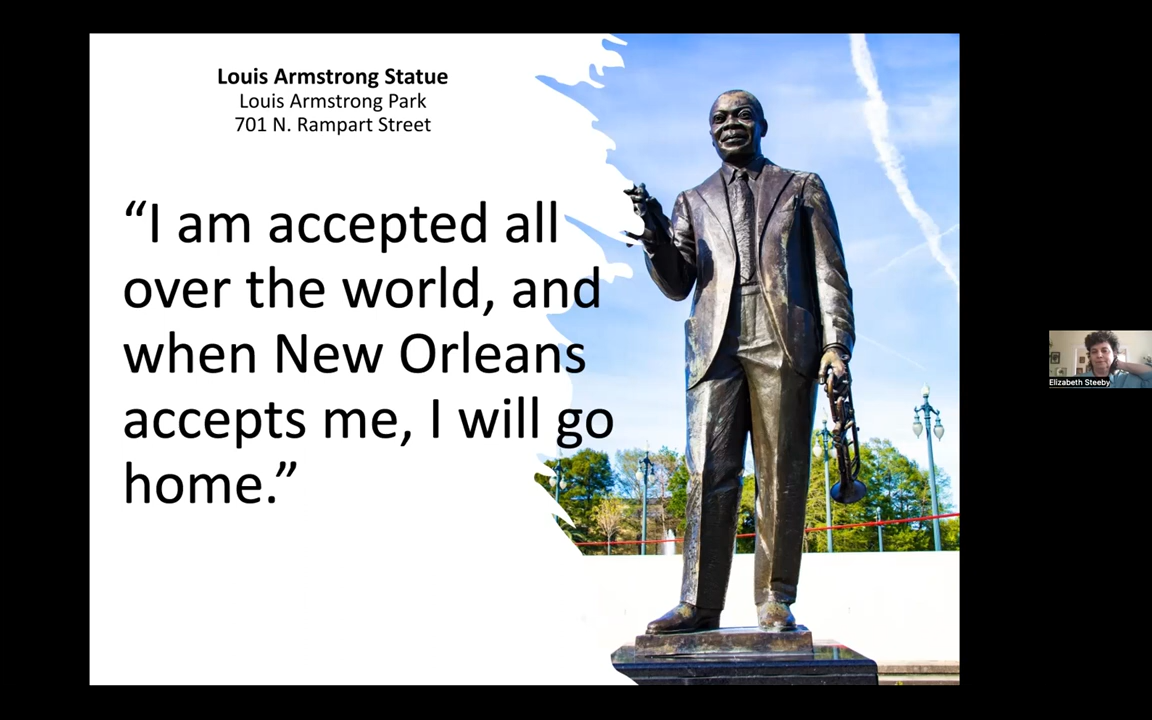 Louis Armstrong Statue
Louis Armstrong Park
701 N. Rampart Street
“I am accepted all
over the world, and
when New Orleans
accepts me, I will go
home.”
Elizabeth Steeby